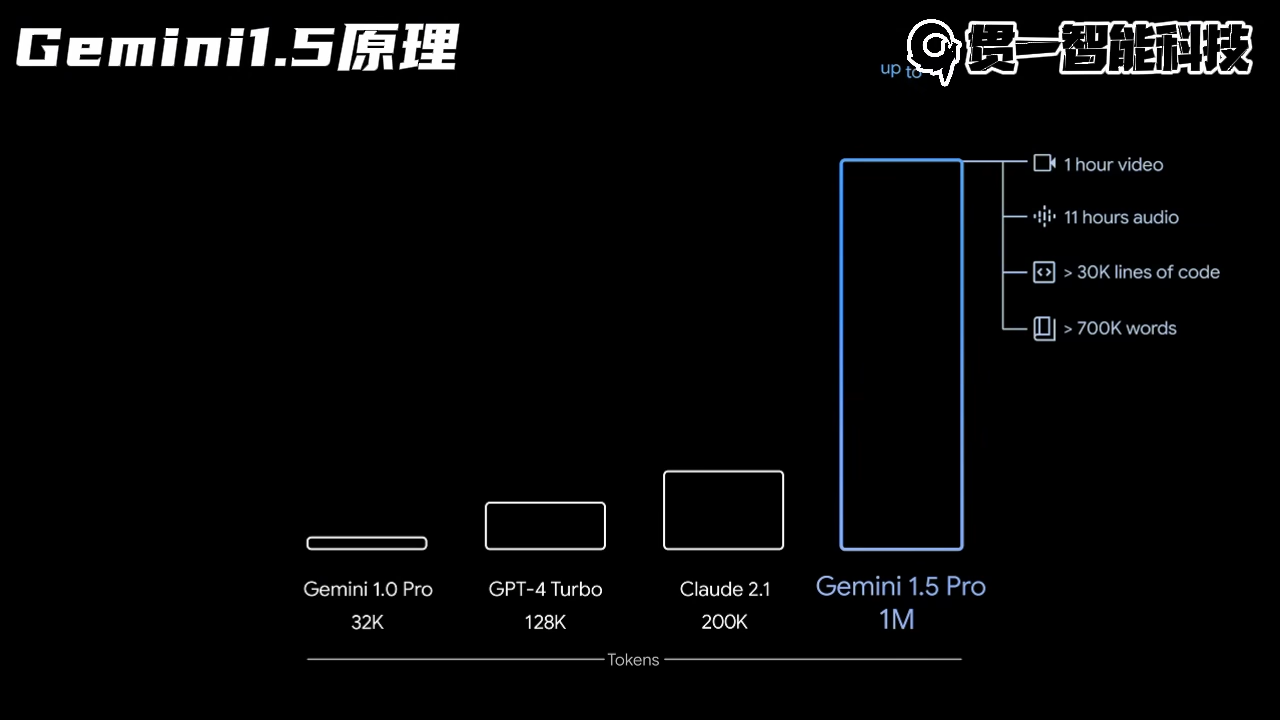 Gemini1.5原理
贯一智能科技
up to
1 hour video
11 hours audio
> 30K lines of code
> 700K words
Gemini 1.0 Pro
32K
GPT-4 Turbo
128K
Claude 2.1
200K
Gemini 1.5 Pro
1M
Tokens